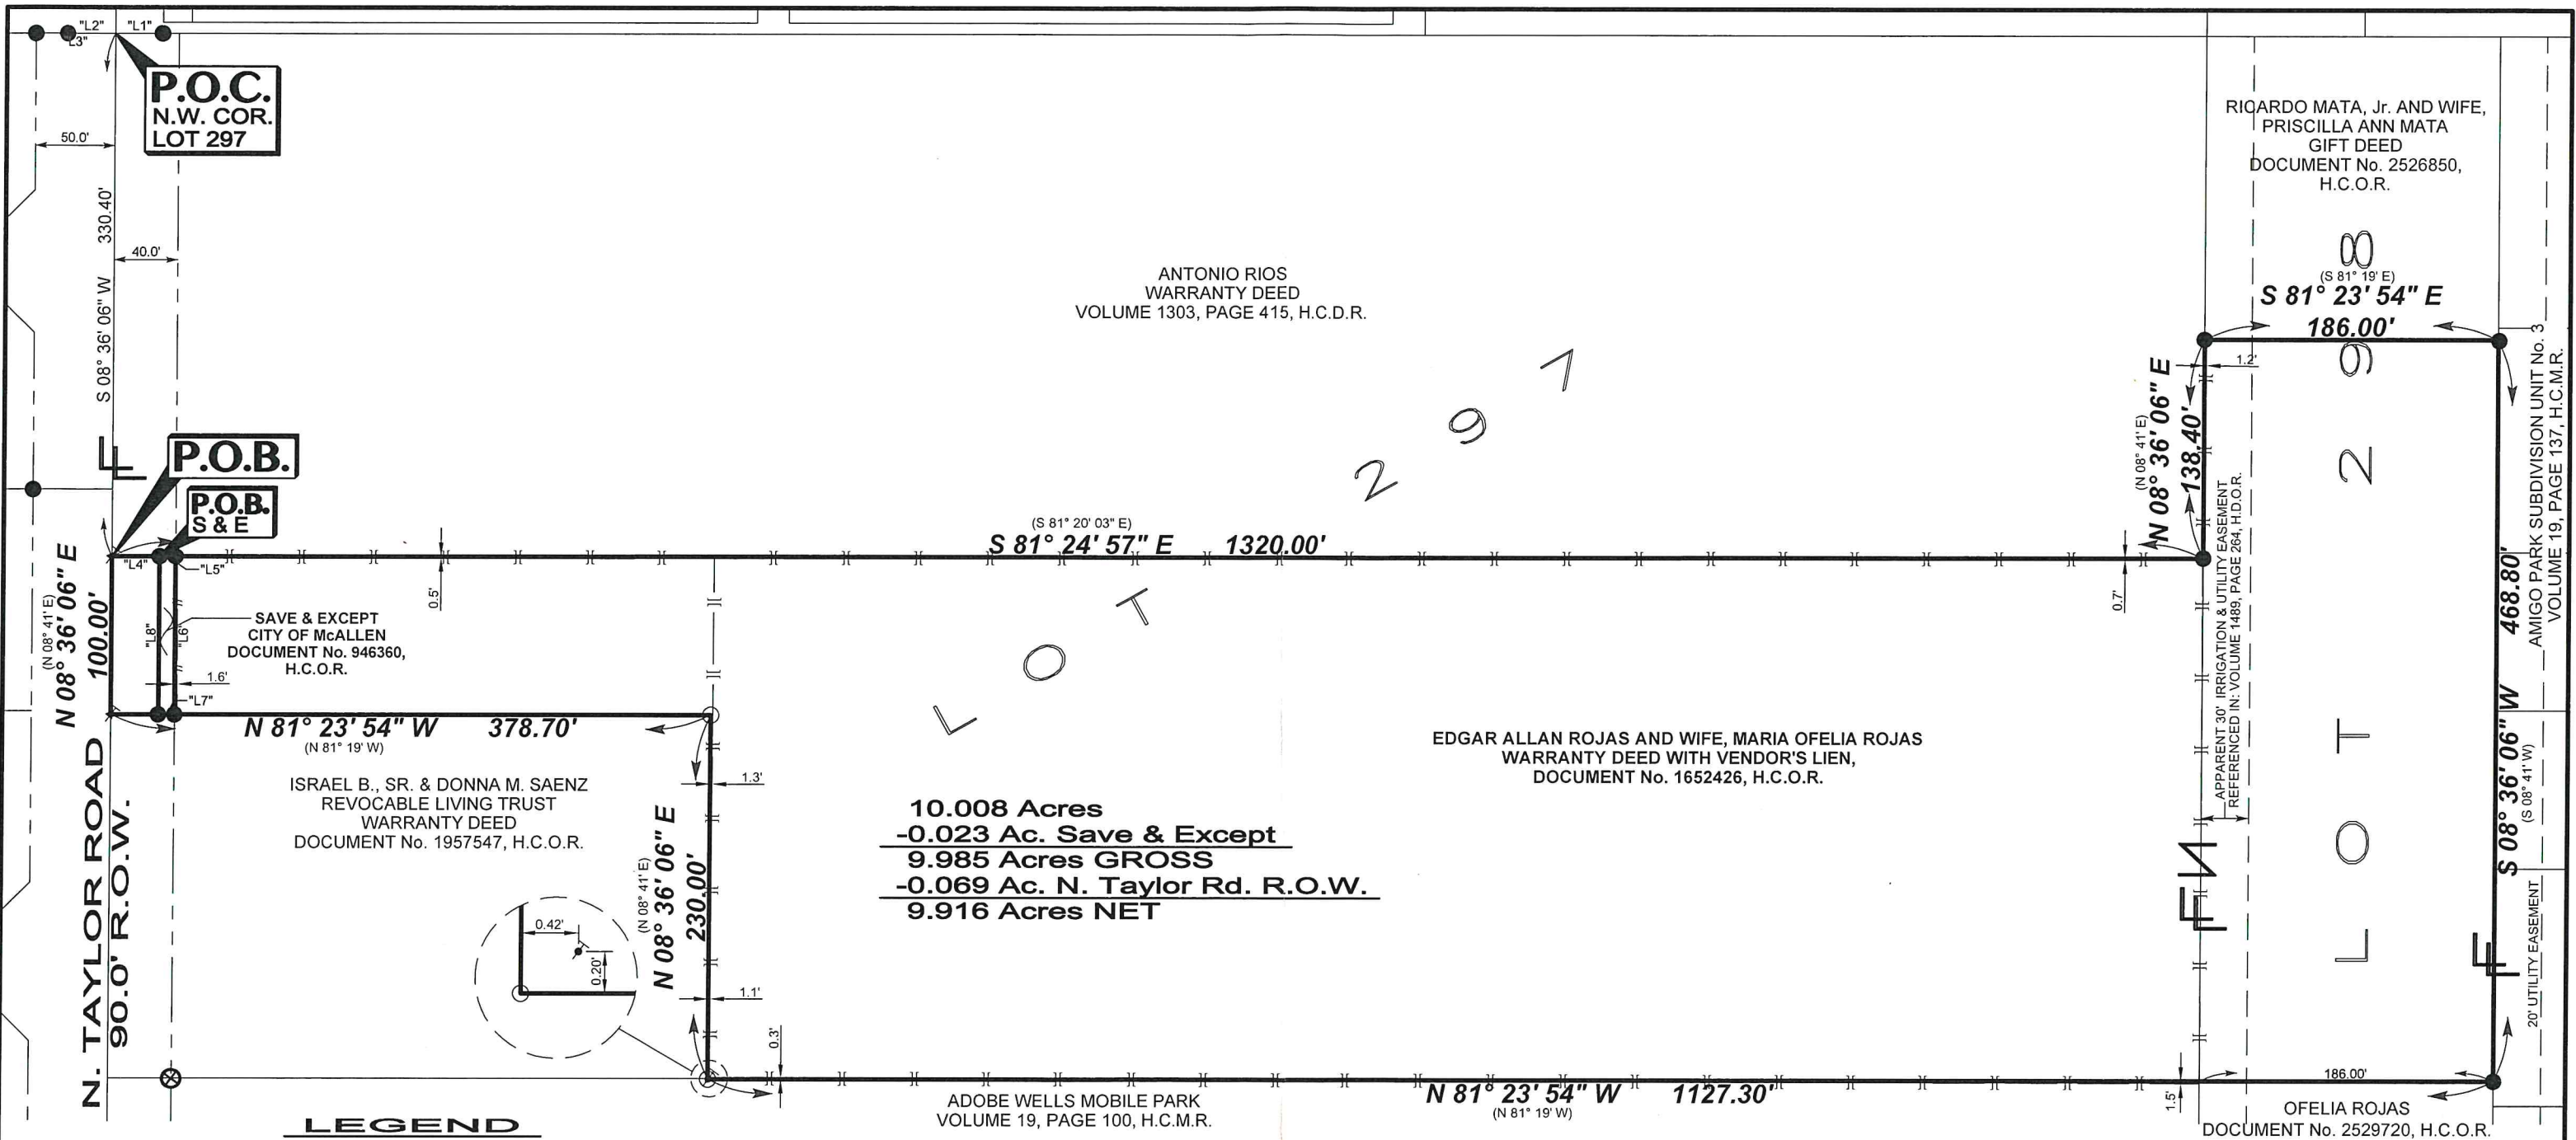 "L2"
"L1"
"L3"
P.O.C.
N.W. COR.
LOT 297
50.0'
S 08° 36' 06" W 330.40'
40.0'
RICARDO MATA, Jr. AND WIFE,
PRISCILLA ANN MATA
GIFT DEED
DOCUMENT No. 2526850,
H.C.O.R.
ANTONIO RIOS
WARRANTY DEED
VOLUME 1303, PAGE 415, H.C.D.R.
(S 81° 19' E)
S 81° 23' 54" E
186.00'
1.2'
N 08° 36' 06" E
(N 08° 41' E)
138.40'
AMIGO PARK SUBDIVISION UNIT No. 3
VOLUME 19, PAGE 137, H.C.M.R.
P.O.B.
P.O.B.
S & E
(S 81° 20' 03" E)
S 81° 24' 57" E 1320.00'
"L4"
"L5"
0.5'
0.7'
N 08° 36' 06" E
(N 08° 41' E)
100.00'
"L8"
"L6"
SAVE & EXCEPT
CITY OF McALLEN
DOCUMENT No. 946360,
H.C.O.R.
1.6'
"L7"
N 81° 23' 54" W 378.70'
(N 81° 19' W)
LOT 297
LOT 298
APPARENT 30' IRRIGATION & UTILITY EASEMENT
REFERENCED IN: VOLUME 1489, PAGE 264, H.D.O.R.
S 08° 36' 06" W 468.80'
(S 08° 41' W)
EDGAR ALLAN ROJAS AND WIFE, MARIA OFELIA ROJAS
WARRANTY DEED WITH VENDOR'S LIEN,
DOCUMENT No. 1652426, H.C.O.R.
ISRAEL B., SR. & DONNA M. SAENZ
REVOCABLE LIVING TRUST
WARRANTY DEED
DOCUMENT No. 1957547, H.C.O.R.
1.3'
N 08° 36' 06" E
(N 08° 41' E)
230.00'
10.008 Acres
-0.023 Ac. Save & Except
9.985 Acres GROSS
-0.069 Ac. N. Taylor Rd. R.O.W.
9.916 Acres NET
N. TAYLOR ROAD
90.0' R.O.W.
0.42'
0.20'
1.1'
0.3'
20' UTILITY EASEMENT
186.00'
1.5'
N 81° 23' 54" W 1127.30'
(N 81° 19' W)
ADOBE WELLS MOBILE PARK
VOLUME 19, PAGE 100, H.C.M.R.
OFELIA ROJAS
DOCUMENT No. 2529720, H.C.O.R.
LEGEND